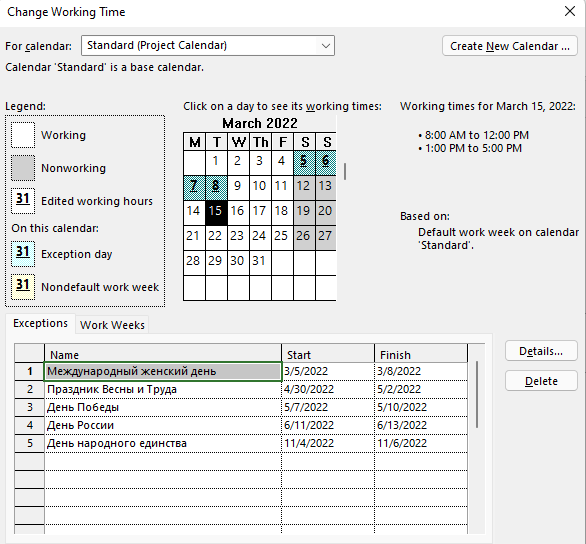 Change Working Time
For calendar: Standard (Project Calendar) Create New Calendar ...
Calendar 'Standard' is a base calendar.
Legend: Click on a day to see its working times: Working times for March 15, 2022:
Working
Nonworking
31 Edited working hours
On this calendar:
31 Exception day
31 Nondefault work week
March 2022
M T W Th F S S
1 2 3 4 5 6
7 8 9 10 11 12 13
14 15 16 17 18 19 20
21 22 23 24 25 26 27
28 29 30 31
• 8:00 AM to 12:00 PM
• 1:00 PM to 5:00 PM
Based on:
Default work week on calendar
'Standard'.
Exceptions Work Weeks
Name Start Finish
1 Международный женский день 3/5/2022 3/8/2022
2 Праздник Весны и Труда 4/30/2022 5/2/2022
3 День Победы 5/7/2022 5/10/2022
4 День России 6/11/2022 6/13/2022
5 День народного единства 11/4/2022 11/6/2022
Details...
Delete